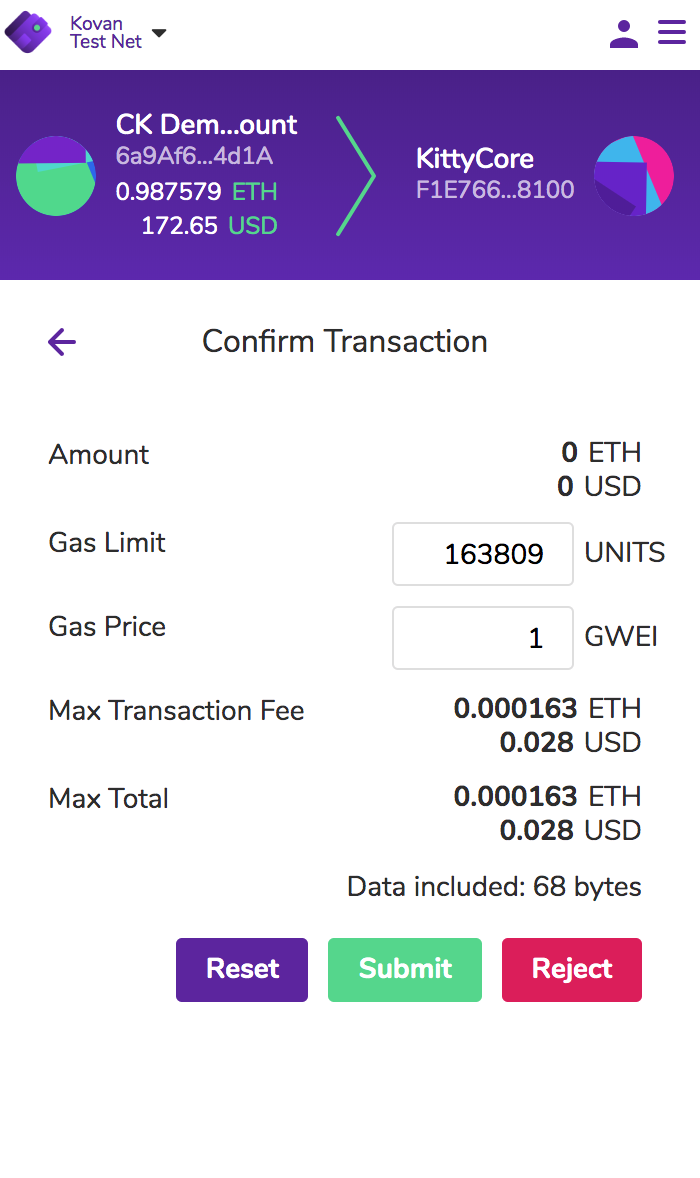 Kovan
Test Net
CK Dem...ount
6a9Af6...4d1A
0.987579 ETH
172.65 USD
KittyCore
F1E766...8100
Confirm Transaction
Amount
0 ETH
0 USD
Gas Limit
163809 UNITS
Gas Price
1 GWEI
Max Transaction Fee
0.000163 ETH
0.028 USD
Max Total
0.000163 ETH
0.028 USD
Data included: 68 bytes
Reset
Submit
Reject